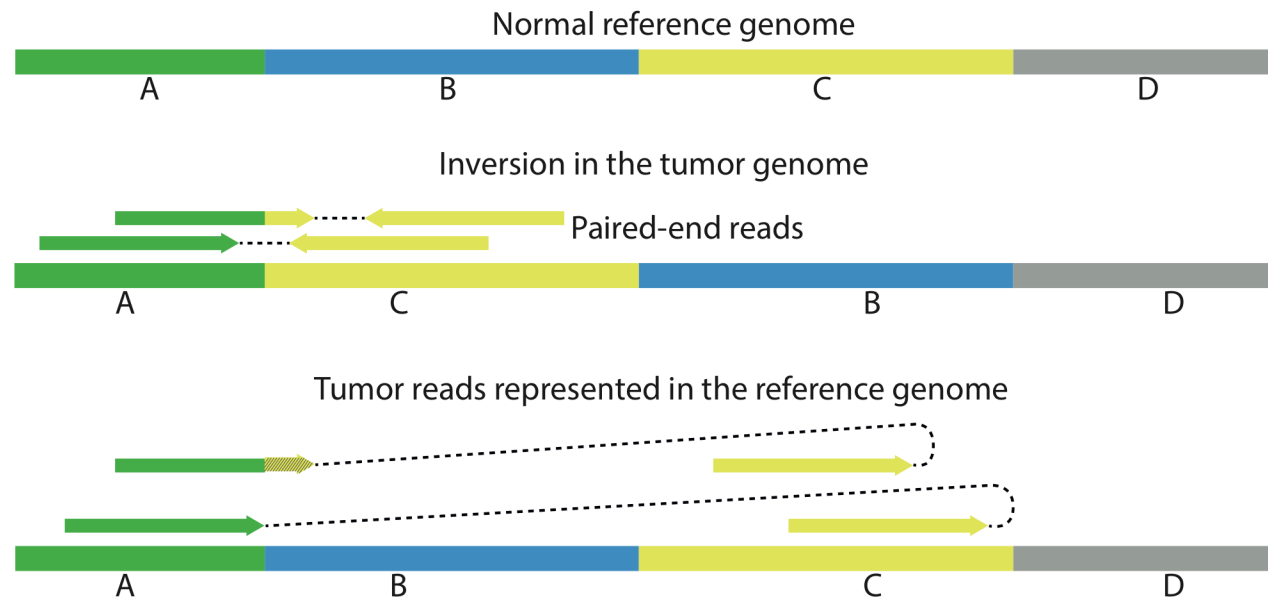 Normal reference genome
A B C D
Inversion in the tumor genome
Paired-end reads
A C B D
Tumor reads represented in the reference genome
A B C D